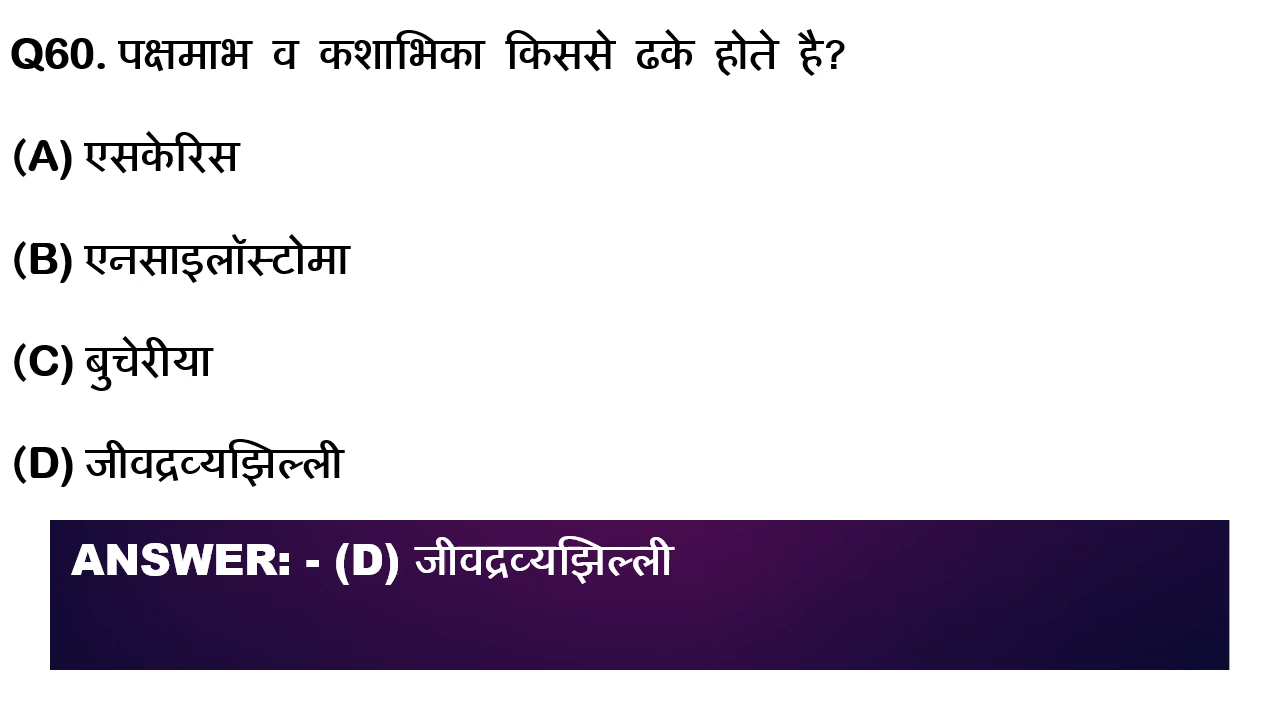 Q60. पक्षमाभ व कशाभिका किससे ढके होते है?
(A) एसकेरिस
(B) एनसाइलॉस्टोमा
(C) बुचेरीया
(D) जीवद्रव्यझिल्ली
ANSWER: - (D) जीवद्रव्यझिल्ली